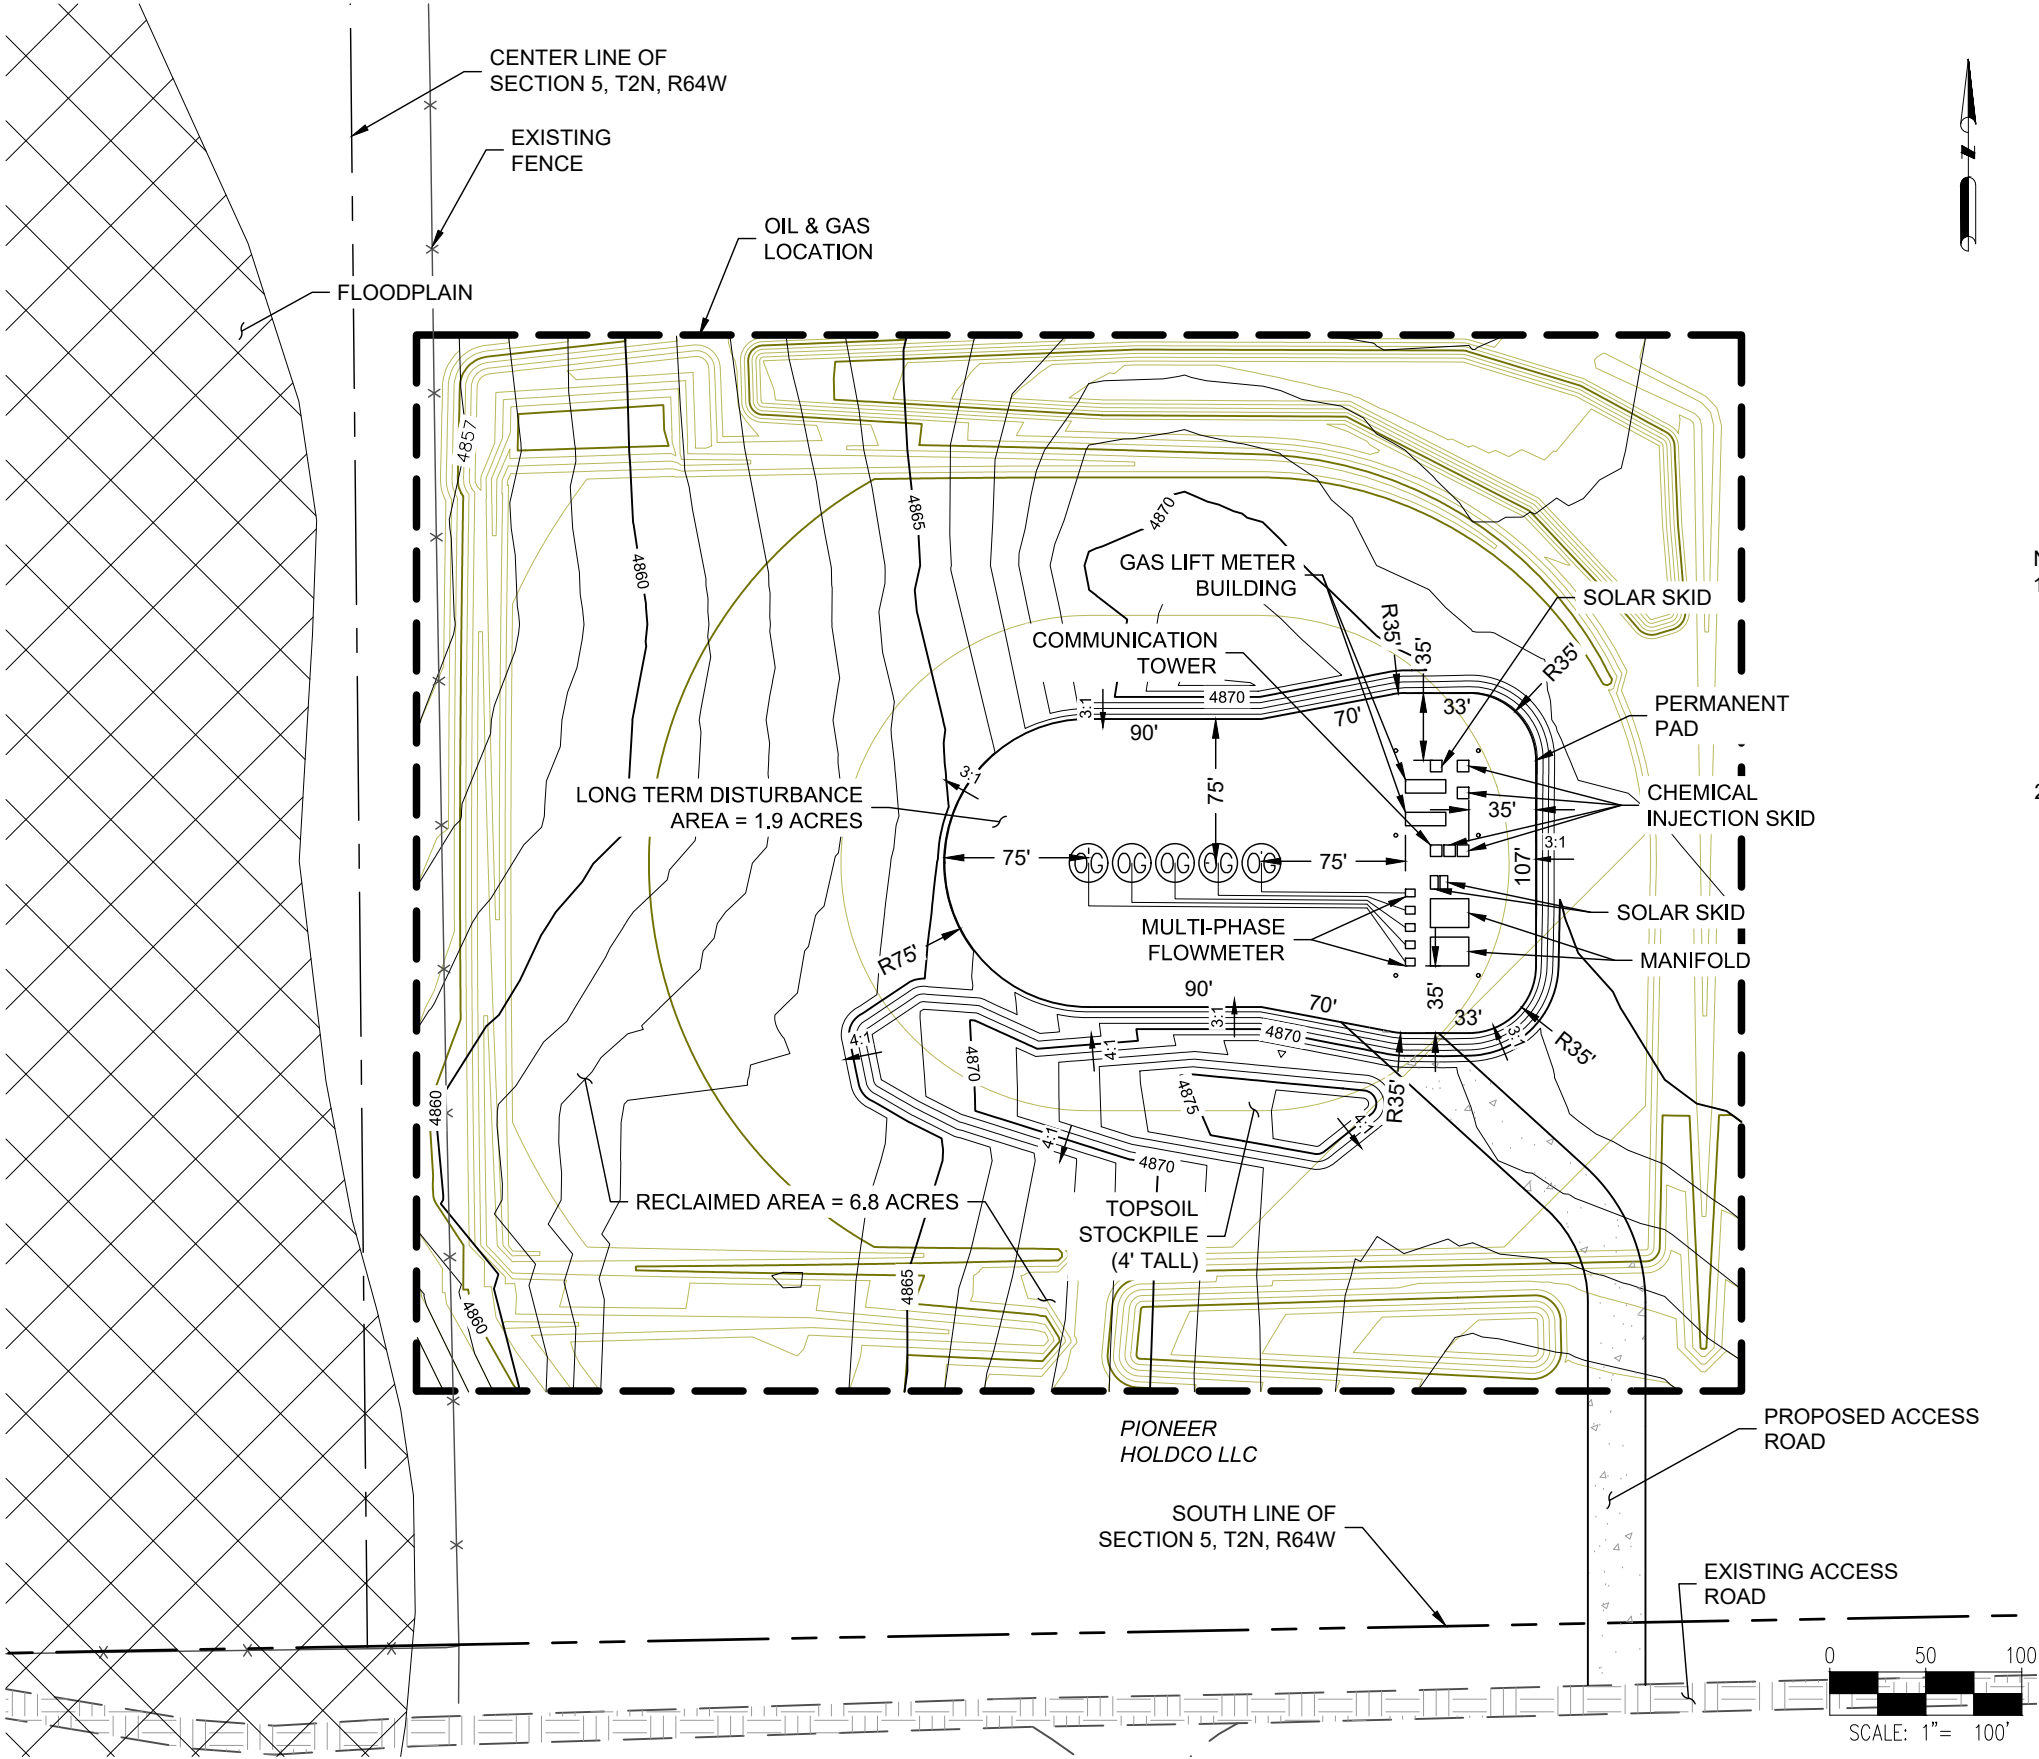 CENTER LINE OF
SECTION 5, T2N, R64W
EXISTING
FENCE
OIL & GAS
LOCATION
FLOODPLAIN
N
4857
4865
4870
4860
GAS LIFT METER
BUILDING
SOLAR SKID
COMMUNICATION
TOWER
R35'
35'
R35'
PERMANENT
PAD
4870
3:1
90'
70'
33'
3:1
75'
LONG TERM DISTURBANCE
AREA = 1.9 ACRES
CHEMICAL
INJECTION SKID
35'
3:1
107'
75'
OG
OG
OG
OG
OG
75'
MULTI-PHASE
FLOWMETER
SOLAR SKID
MANIFOLD
R75'
90'
70'
35'
33'
3:1
3:1
R35'
4:1
4:1
4870
4870
4875
R35'
4:1
4:1
4860
4870
RECLAIMED AREA = 6.8 ACRES
TOPSOIL
STOCKPILE
(4' TALL)
4865
4860
PIONEER
HOLDCO LLC
PROPOSED ACCESS
ROAD
SOUTH LINE OF
SECTION 5, T2N, R64W
EXISTING ACCESS
ROAD
0 50 100
SCALE: 1"= 100'